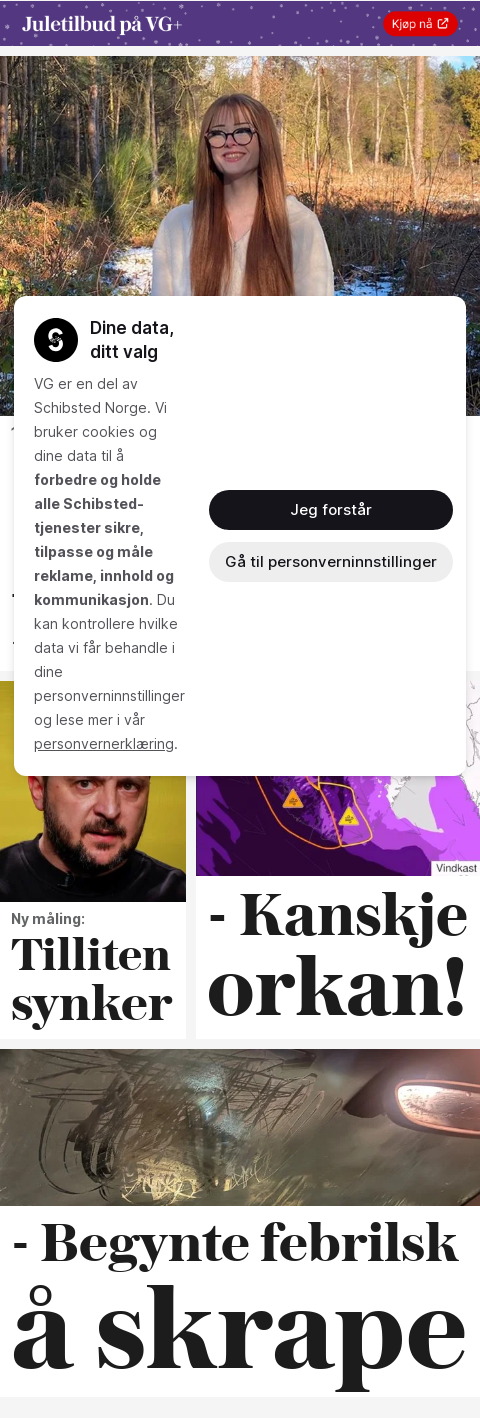 Juletilbud på VG+
Kjøp nå
Dine data,
ditt valg
VG er en del av
Schibsted Norge. Vi
bruker cookies og
dine data til å
forbedre og holde
alle Schibsted-
tjenester sikre,
tilpasse og måle
reklame, innhold og
kommunikasjon. Du
kan kontrollere hvilke
data vi får behandle i
dine
personverninnstillinger
og lese mer i vår
personvernerklæring.
Jeg forstår
Gå til personverninnstillinger
Vindkast
Ny måling:
Tilliten
synker
- Kanskje
orkan!
- Begynte febrilsk
å skrape